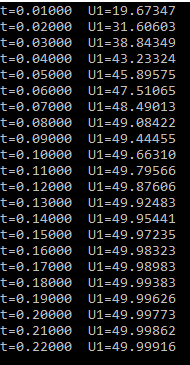 t=0.01000 U1=19.67347
t=0.02000 U1=31.60603
t=0.03000 U1=38.84349
t=0.04000 U1=43.23324
t=0.05000 U1=45.89575
t=0.06000 U1=47.51065
t=0.07000 U1=48.49013
t=0.08000 U1=49.08422
t=0.09000 U1=49.44455
t=0.10000 U1=49.66310
t=0.11000 U1=49.79566
t=0.12000 U1=49.87606
t=0.13000 U1=49.92483
t=0.14000 U1=49.95441
t=0.15000 U1=49.97235
t=0.16000 U1=49.98323
t=0.17000 U1=49.98983
t=0.18000 U1=49.99383
t=0.19000 U1=49.99626
t=0.20000 U1=49.99773
t=0.21000 U1=49.99862
t=0.22000 U1=49.99916